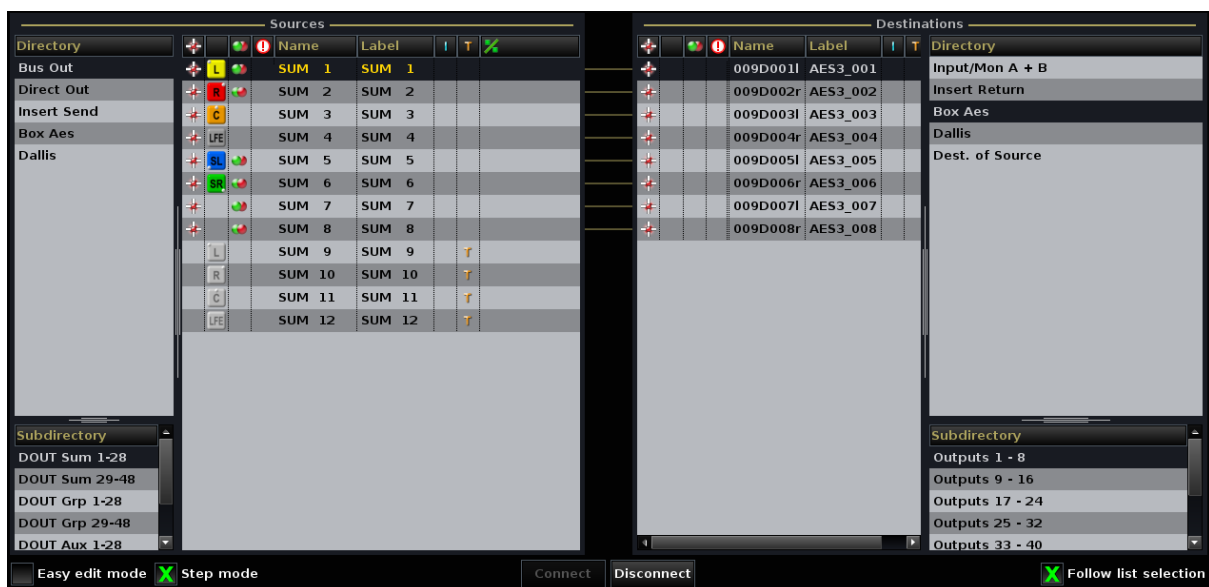 Sources
Destinations
Directory
Name Label I T
Name Label I T
Directory
Bus Out
Direct Out
Insert Send
Box Aes
Dallis
L SUM 1 SUM 1
R SUM 2 SUM 2
C SUM 3 SUM 3
LFE SUM 4 SUM 4
SL SUM 5 SUM 5
SR SUM 6 SUM 6
SUM 7 SUM 7
SUM 8 SUM 8
L SUM 9 SUM 9 T
R SUM 10 SUM 10 T
C SUM 11 SUM 11 T
LFE SUM 12 SUM 12 T
009D001l AES3_001
009D002r AES3_002
009D003l AES3_003
009D004r AES3_004
009D005l AES3_005
009D006r AES3_006
009D007l AES3_007
009D008r AES3_008
Input/Mon A + B
Insert Return
Box Aes
Dallis
Dest. of Source
Subdirectory
DOUT Sum 1-28
DOUT Sum 29-48
DOUT Grp 1-28
DOUT Grp 29-48
DOUT Aux 1-28
Subdirectory
Outputs 1 - 8
Outputs 9 - 16
Outputs 17 - 24
Outputs 25 - 32
Outputs 33 - 40
Easy edit mode X Step mode
Connect
Disconnect
X Follow list selection